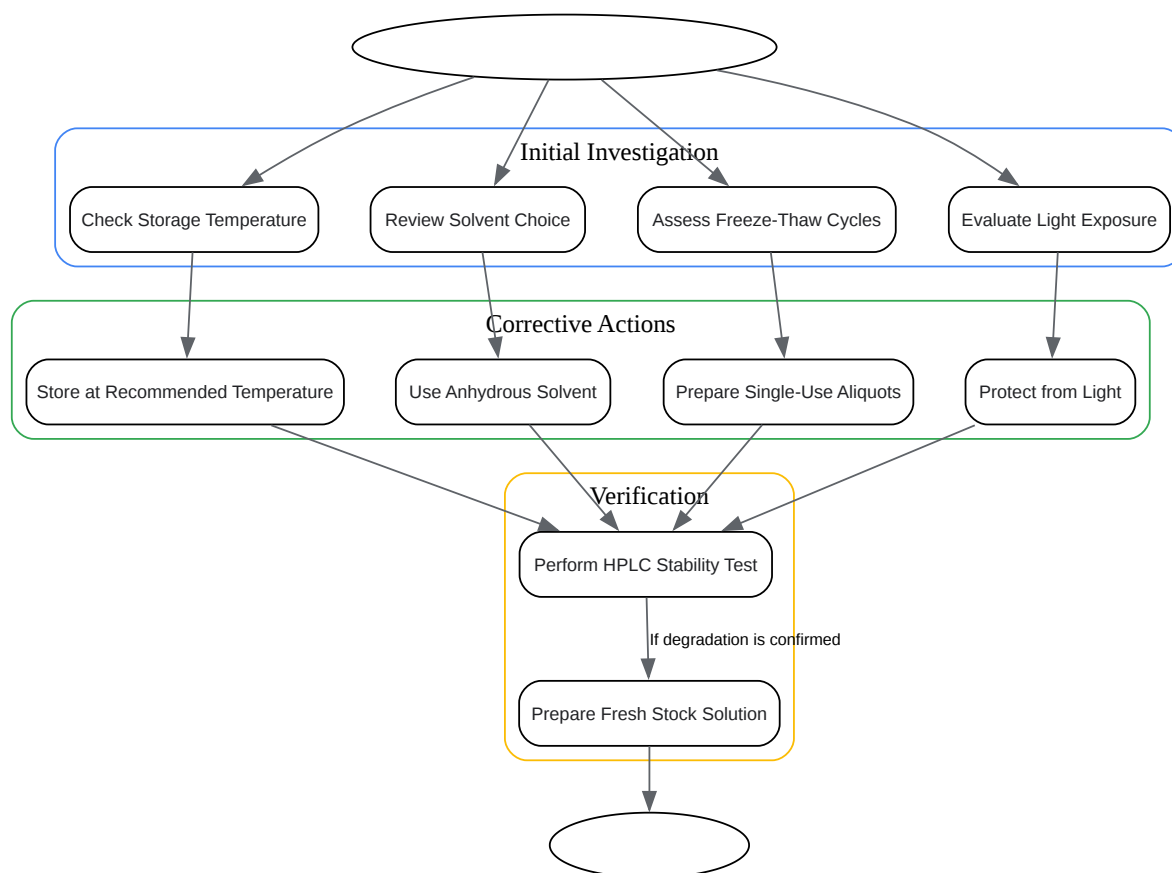 Initial Investigation
Check Storage Temperature
Review Solvent Choice
Assess Freeze-Thaw Cycles
Evaluate Light Exposure
Corrective Actions
Store at Recommended Temperature
Use Anhydrous Solvent
Prepare Single-Use Aliquots
Protect from Light
Verification
Perform HPLC Stability Test
If degradation is confirmed
Prepare Fresh Stock Solution